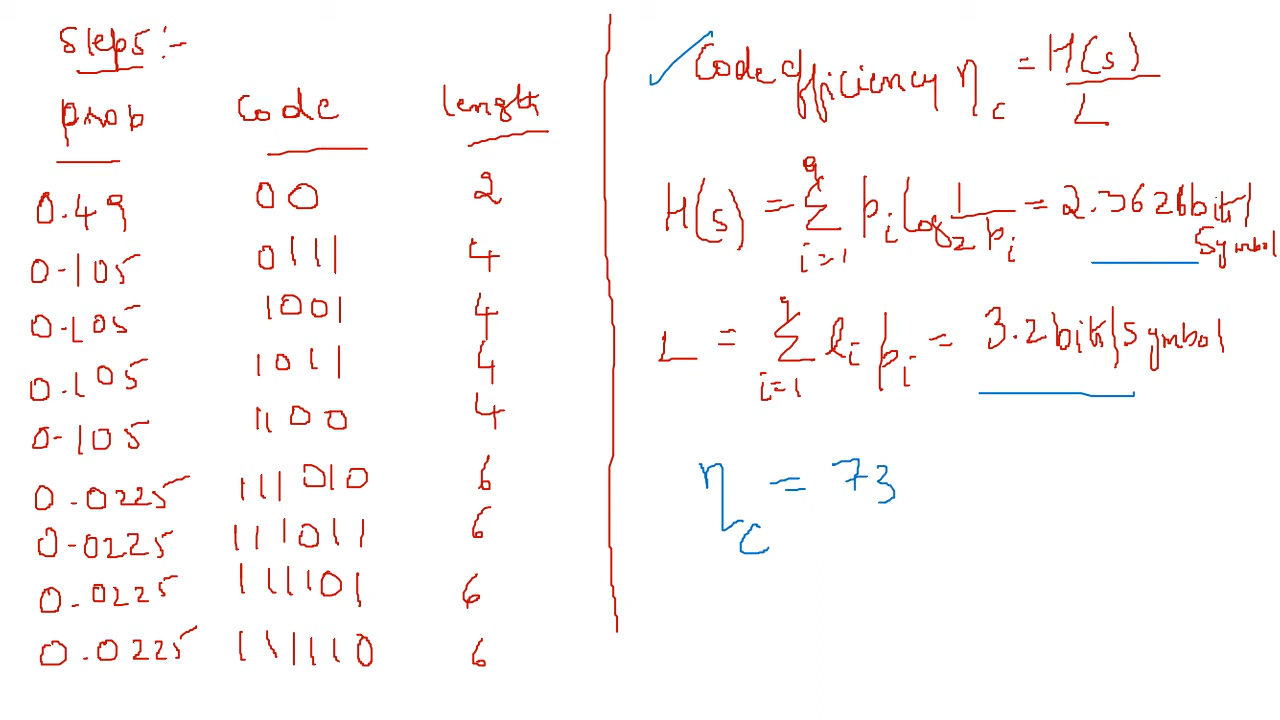 Steps :-
prob code length
0.49 00 2
0.105 0111 4
0.105 1001 4
0.105 1011 4
0.105 1100 4
0.0225 111010 6
0.0225 111011 6
0.0225 111101 6
0.0225 111110 6
✓ Code efficiency η_c = H(s) / L
H(s) = Σ_{i=1}^{q} p_i log_2 1/p_i = 2.3626 bits/Symbol
L = Σ_{i=1}^{q} l_i p_i = 3.2 bits/Symbol
η_c = 73